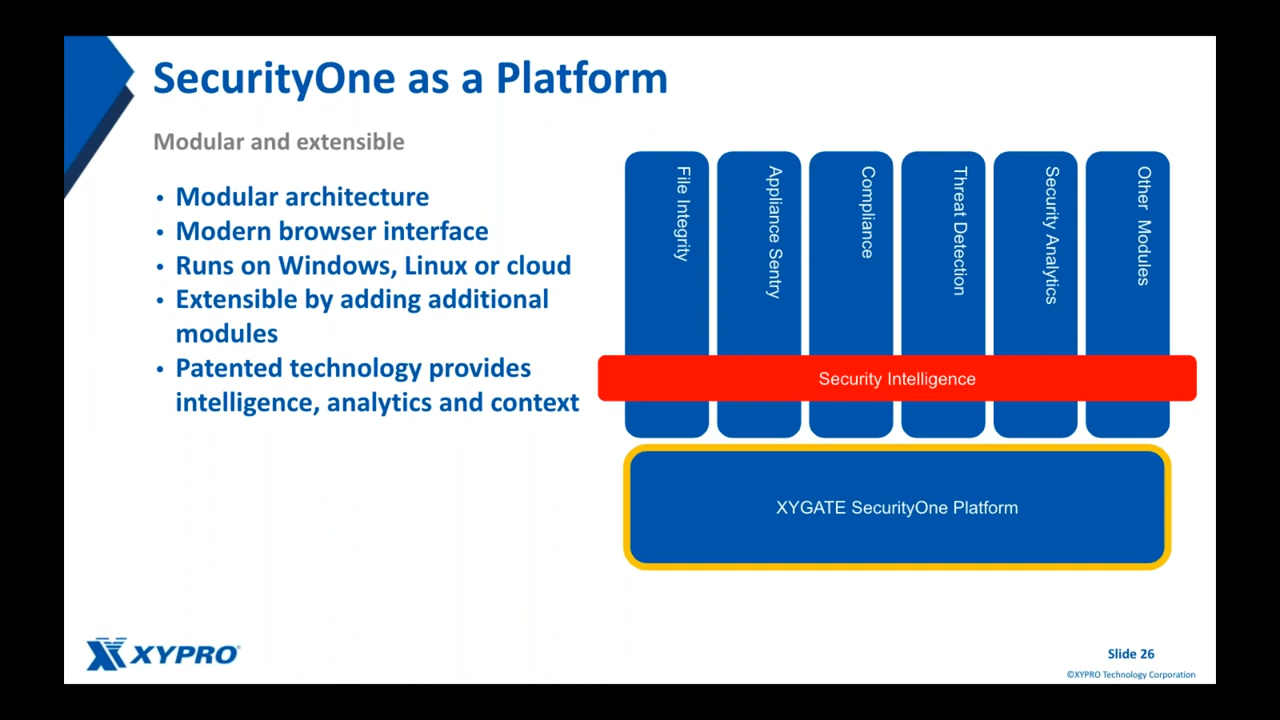 SecurityOne as a Platform
Modular and extensible
• Modular architecture
• Modern browser interface
• Runs on Windows, Linux or cloud
• Extensible by adding additional
modules
• Patented technology provides
intelligence, analytics and context
File Integrity
Appliance Sentry
Compliance
Threat Detection
Security Analytics
Other Modules
Security Intelligence
XYGATE SecurityOne Platform
XYPRO
Slide 26
©XYPRO Technology Corporation